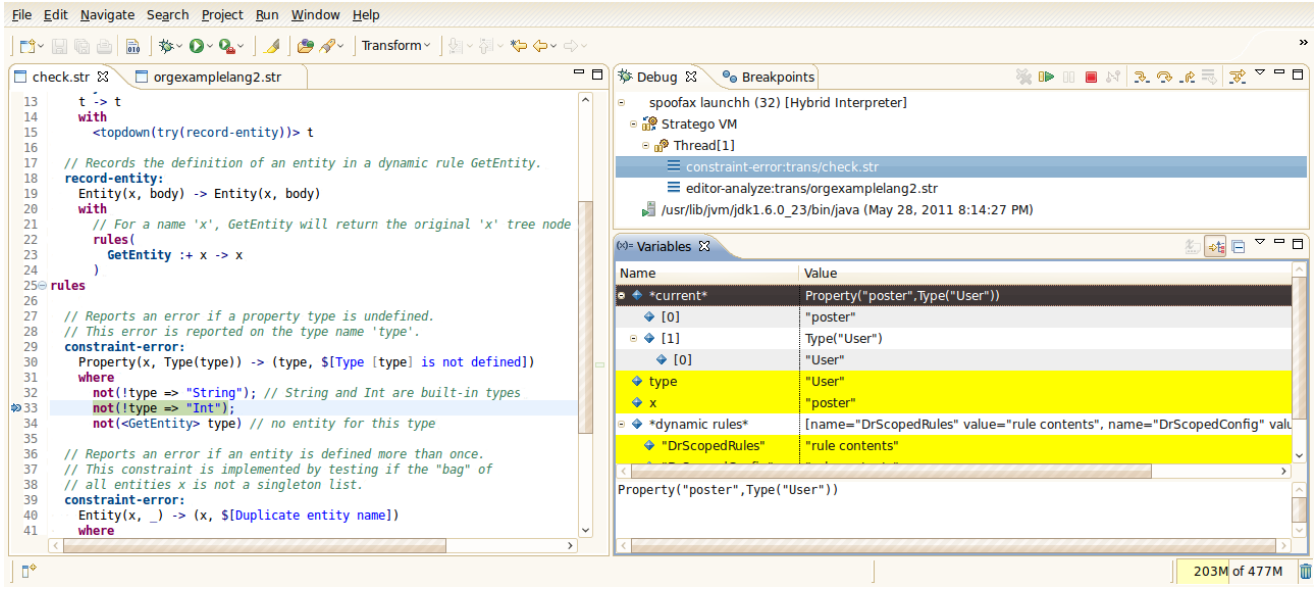 File Edit Navigate Search Project Run Window Help
Transform
»
check.str
orgexamplelang2.str
13 t -> t
14 with
15 <topdown(try(record-entity))> t
16
17 // Records the definition of an entity in a dynamic rule GetEntity.
18 record-entity:
19 Entity(x, body) -> Entity(x, body)
20 with
21 // For a name 'x', GetEntity will return the original 'x' tree node
22 rules(
23 GetEntity :+ x -> x
24 )
25 rules
26
27 // Reports an error if a property type is undefined.
28 // This error is reported on the type name 'type'.
29 constraint-error:
30 Property(x, Type(type)) -> (type, $[Type [type] is not defined])
31 where
32 not(!type => "String"); // String and Int are built-in types
33 not(!type => "Int");
34 not(<GetEntity> type) // no entity for this type
35
36 // Reports an error if an entity is defined more than once.
37 // This constraint is implemented by testing if the "bag" of
38 // all entities x is not a singleton list.
39 constraint-error:
40 Entity(x, _) -> (x, $[Duplicate entity name])
41 where
Debug
Breakpoints
spoofax launchh (32) [Hybrid Interpreter]
Stratego VM
Thread[1]
constraint-error:trans/check.str
editor-analyze:trans/orgexamplelang2.str
/usr/lib/jvm/jdk1.6.0_23/bin/java (May 28, 2011 8:14:27 PM)
(x)= Variables
Name Value
*current* Property("poster",Type("User"))
[0] "poster"
[1] Type("User")
[0] "User"
type "User"
x "poster"
*dynamic rules* [name="DrScopedRules" value="rule contents", name="DrScopedConfig" valu
"DrScopedRules" "rule contents"
Property("poster",Type("User"))
203M of 477M